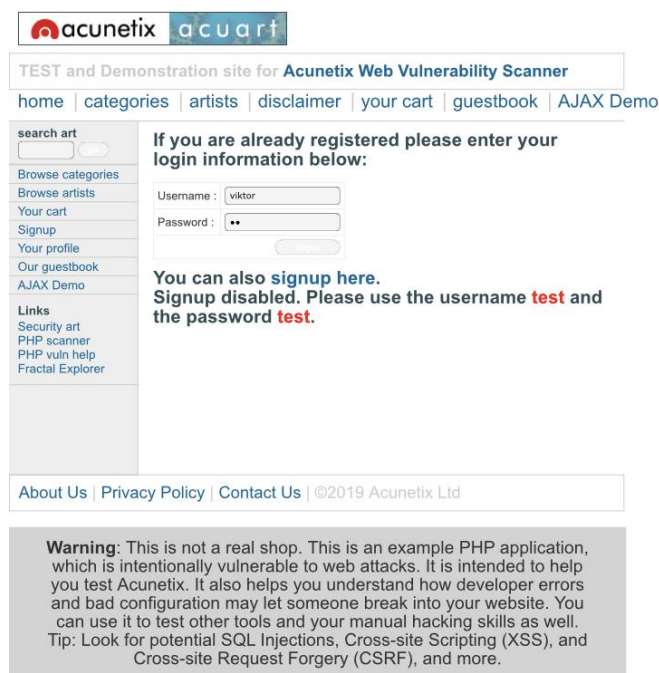 acunetix acuart
TEST and Demonstration site for Acunetix Web Vulnerability Scanner
home | categories | artists | disclaimer | your cart | guestbook | AJAX Demo
search art
Browse categories
Browse artists
Your cart
Signup
Your profile
Our guestbook
AJAX Demo
Links
Security art
PHP scanner
PHP vuln help
Fractal Explorer
If you are already registered please enter your
login information below:
Username : viktor
Password : ••
You can also signup here.
Signup disabled. Please use the username test and
the password test.
About Us | Privacy Policy | Contact Us | ©2019 Acunetix Ltd
Warning: This is not a real shop. This is an example PHP application,
which is intentionally vulnerable to web attacks. It is intended to help
you test Acunetix. It also helps you understand how developer errors
and bad configuration may let someone break into your website. You
can use it to test other tools and your manual hacking skills as well.
Tip: Look for potential SQL Injections, Cross-site Scripting (XSS), and
Cross-site Request Forgery (CSRF), and more.